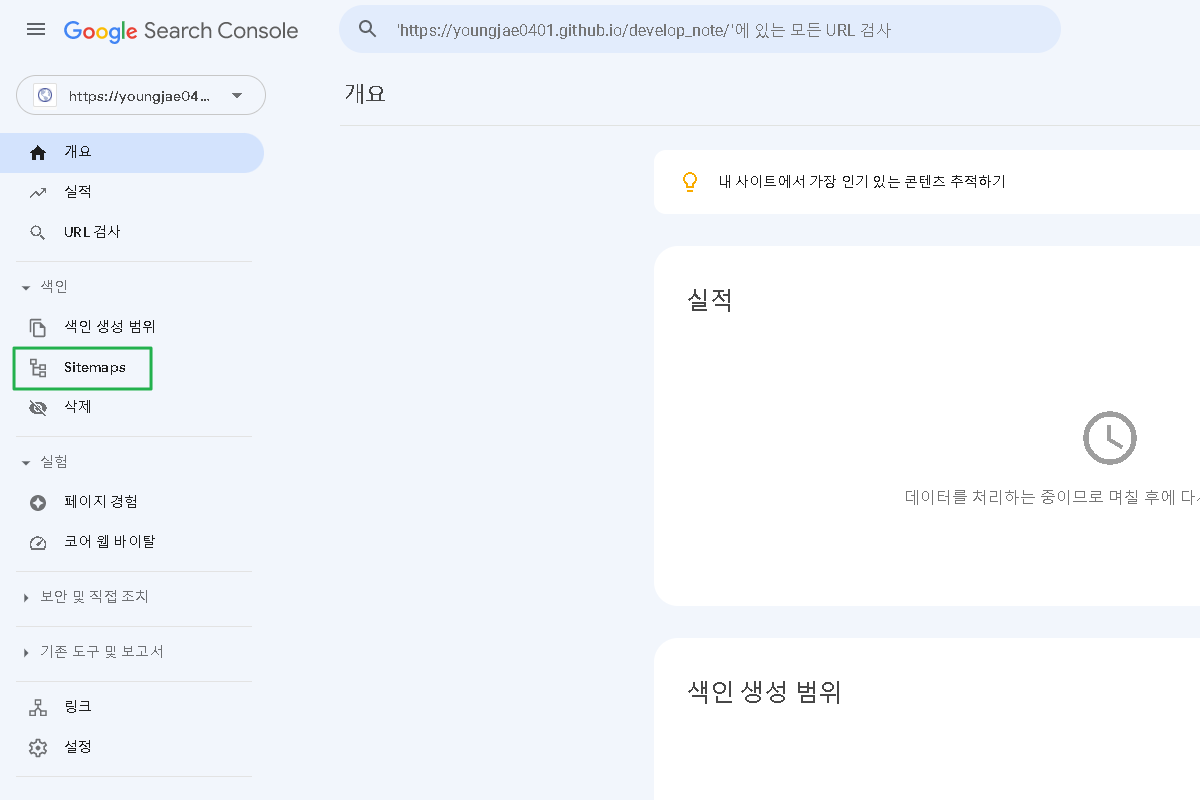 Google Search Console
'https://youngjae0401.github.io/develop_note/'에 있는 모든 URL 검사
https://youngjae04...
개요
개요
실적
URL 검사
색인
색인 생성 범위
Sitemaps
삭제
실험
페이지 경험
코어 웹 바이탈
보안 및 직접 조치
기존 도구 및 보고서
링크
설정
내 사이트에서 가장 인기 있는 콘텐츠 추적하기
실적
데이터를 처리하는 중이므로 며칠 후에
색인 생성 범위